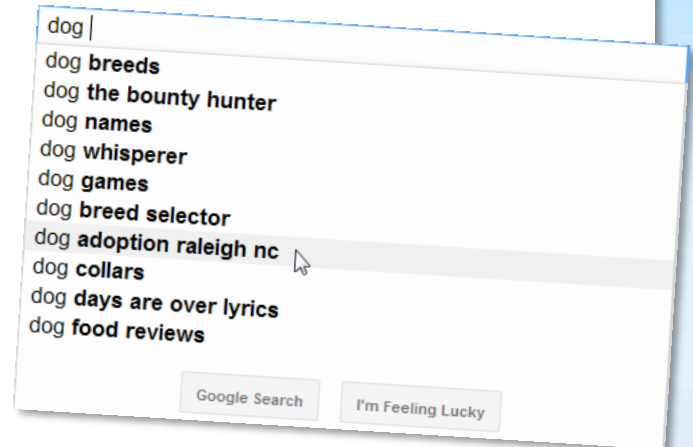 dog
dog breeds
dog the bounty hunter
dog names
dog whisperer
dog games
dog breed selector
dog adoption raleigh nc
dog collars
dog days are over lyrics
dog food reviews
Google Search
I'm Feeling Lucky